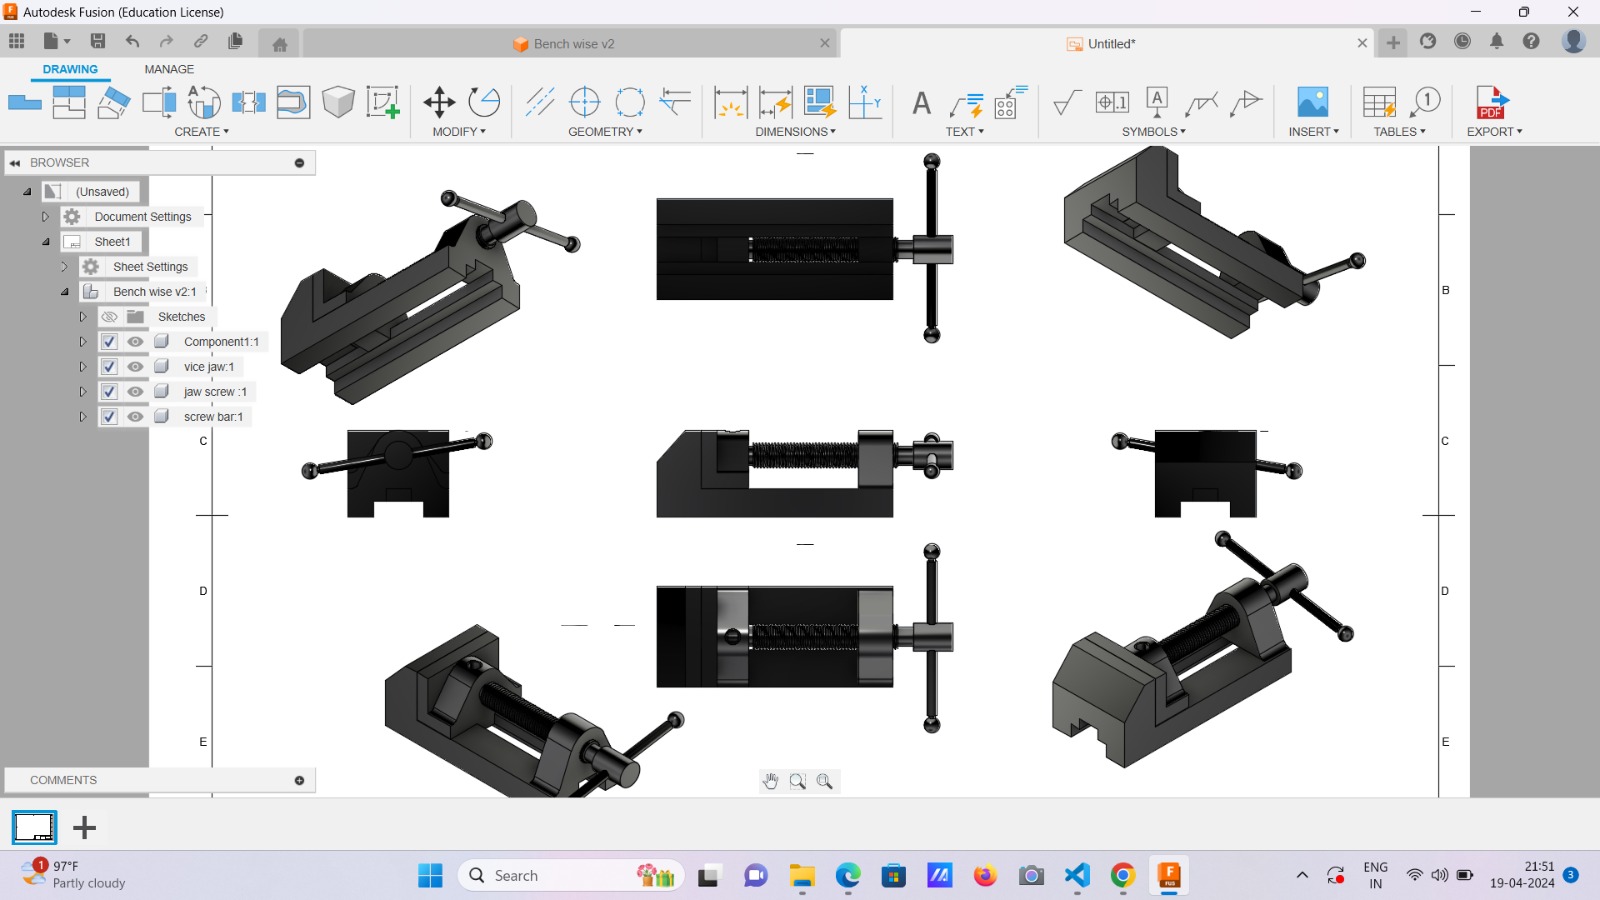 Autodesk Fusion (Education License)
Bench wise v2
Untitled*
DRAWING
MANAGE
CREATE
MODIFY
GEOMETRY
DIMENSIONS
TEXT
SYMBOLS
INSERT
TABLES
EXPORT
BROWSER
(Unsaved)
Document Settings
Sheet1
Sheet Settings
Bench wise v2:1
Sketches
Component1:1
vice jaw:1
jaw screw :1
screw bar:1
B
C
C
D
D
E
E
COMMENTS
1
97°F
Partly cloudy
Search
ENG
IN
21:51
19-04-2024
3